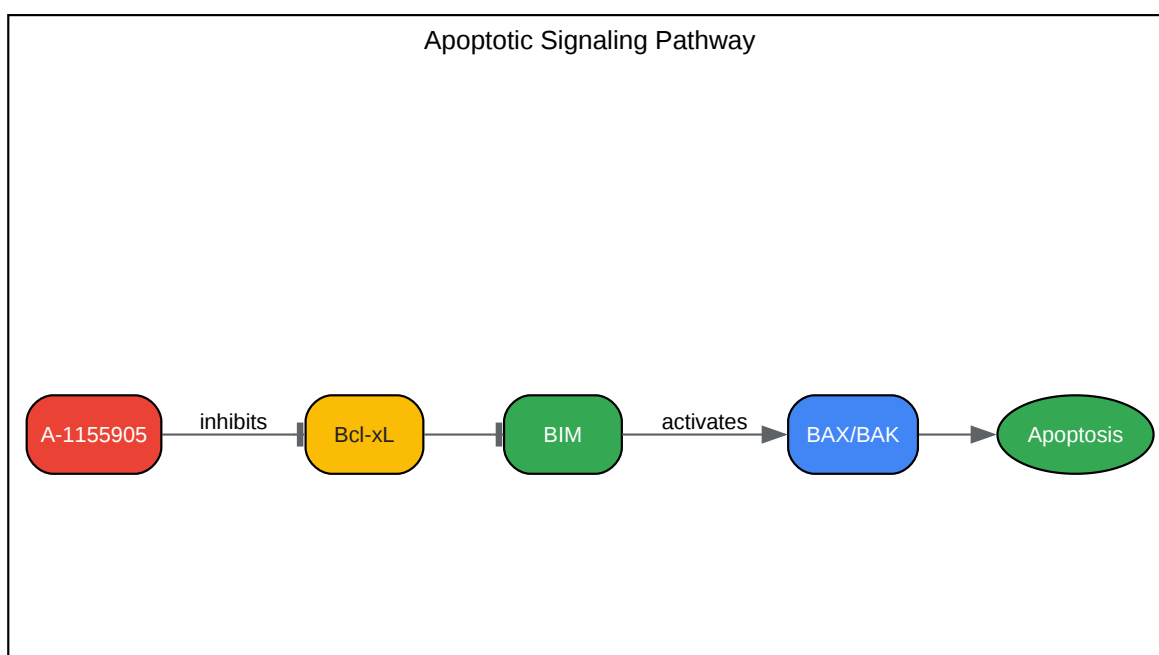 Apoptotic Signaling Pathway
A-1155905
inhibits
Bcl-xL
BIM
activates
BAX/BAK
Apoptosis